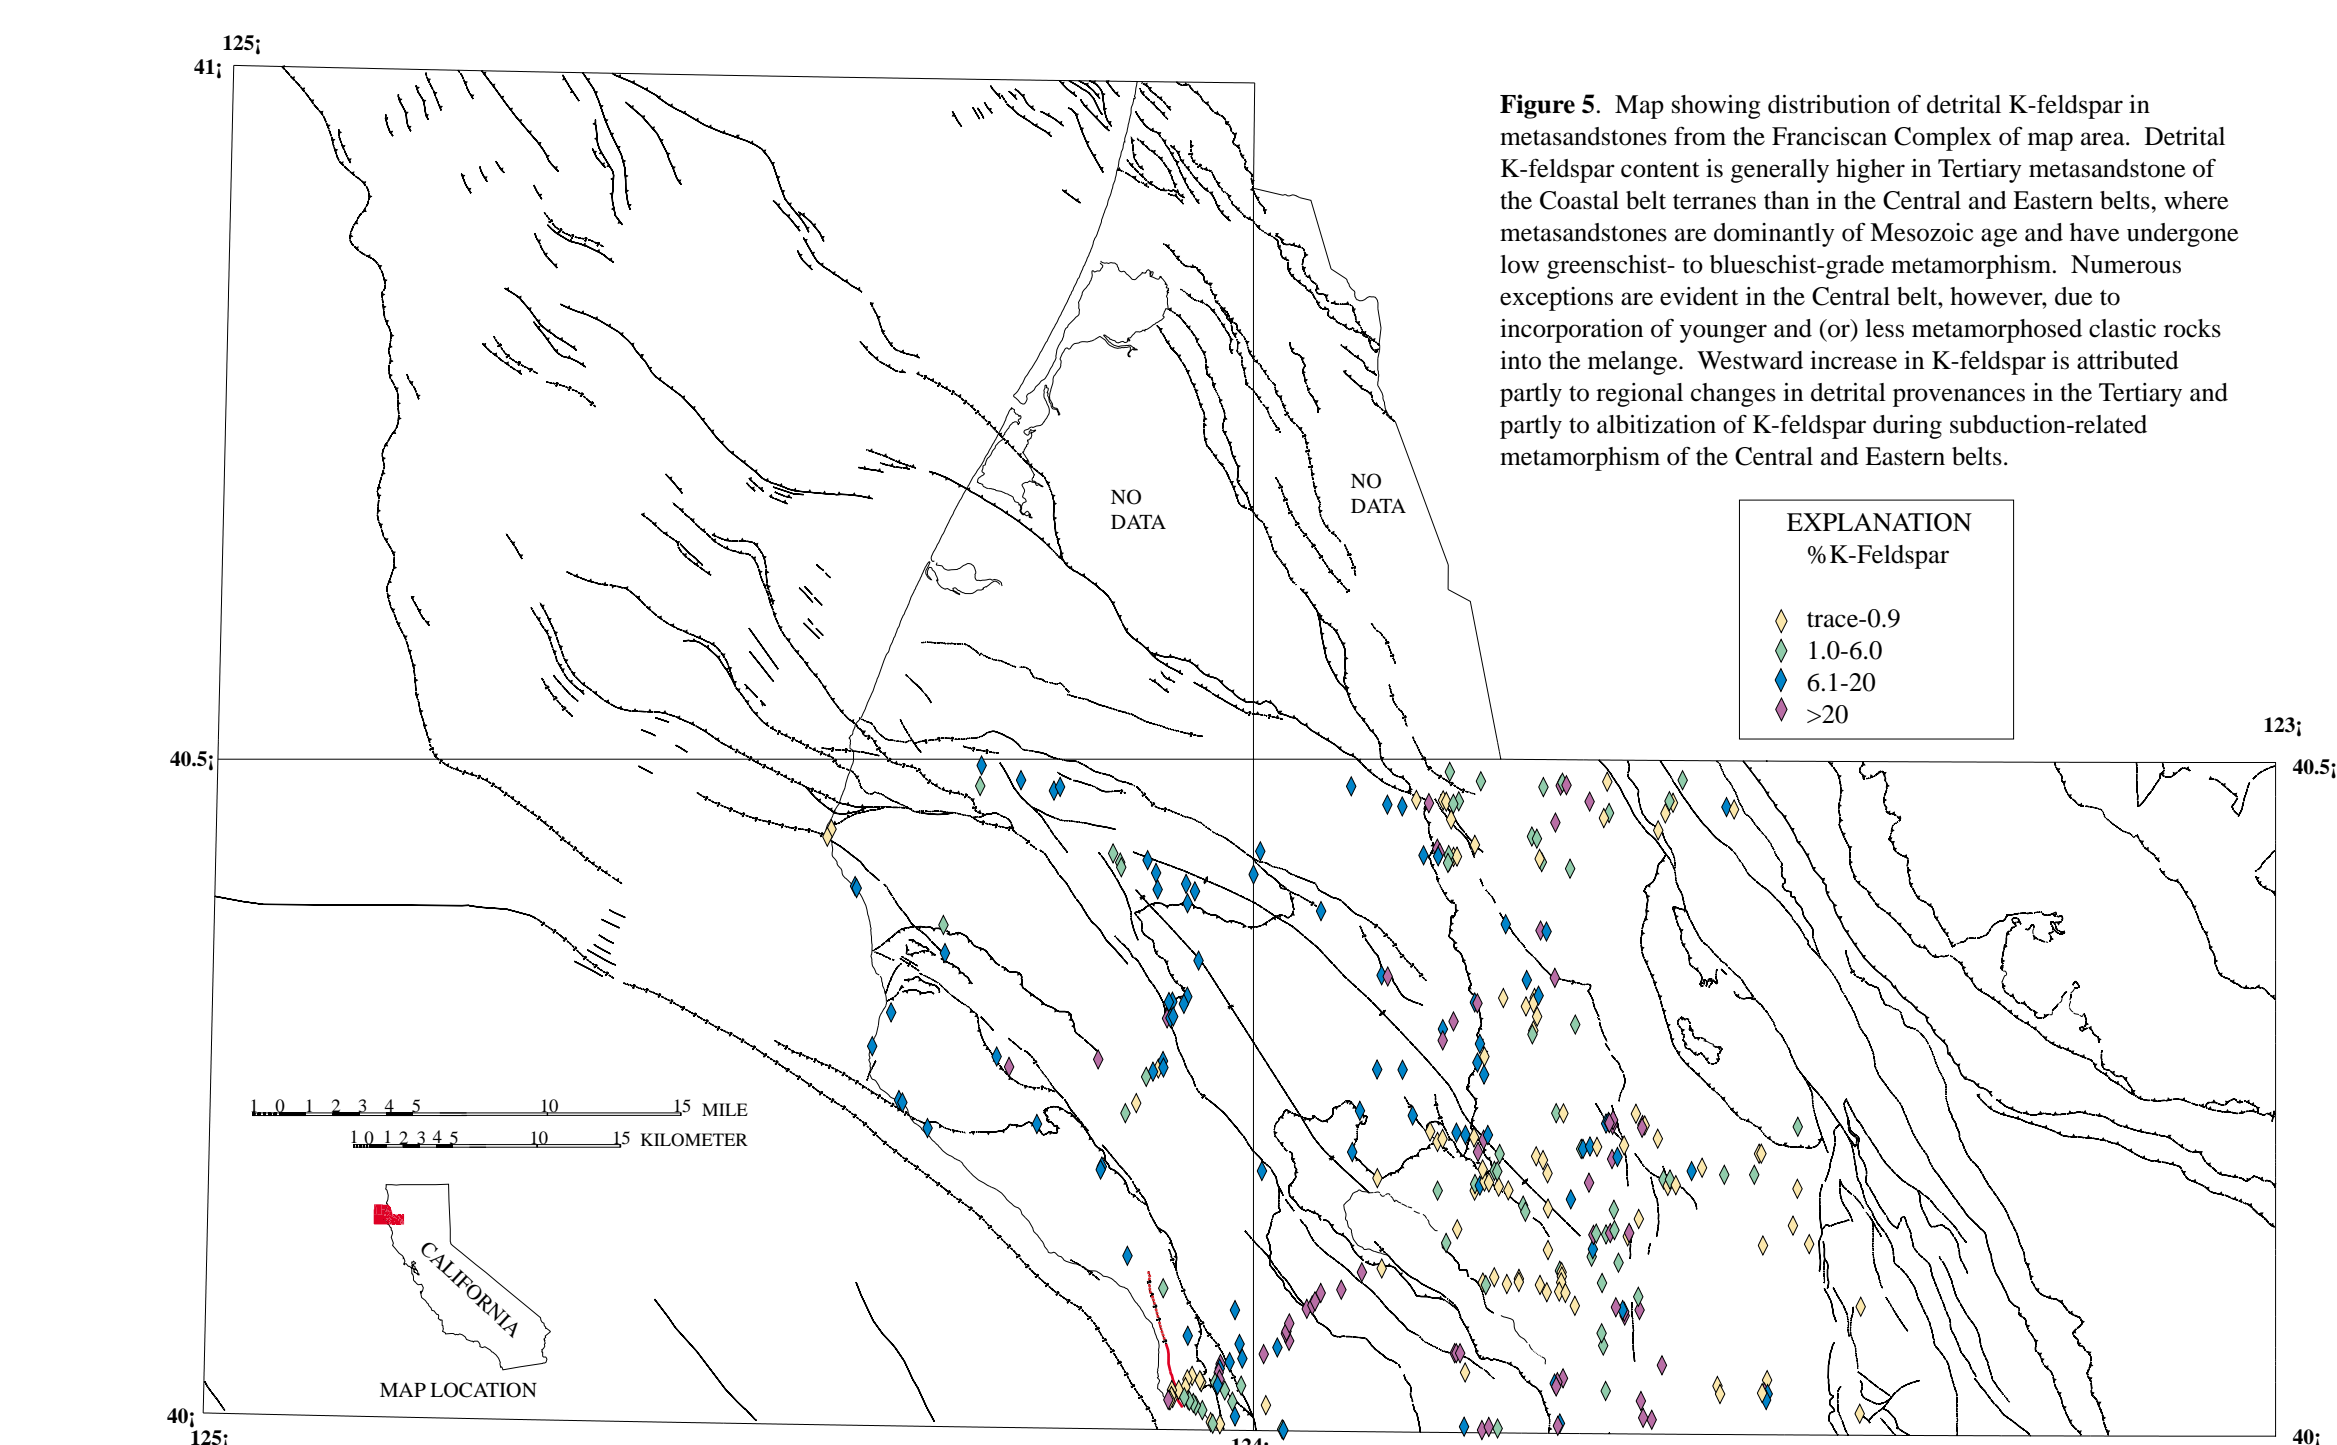 125¡
41¡
Figure 5.  Map showing distribution of detrital K-feldspar in
metasandstones from the Franciscan Complex of map area.  Detrital
K-feldspar content is generally higher in Tertiary metasandstone of
the Coastal belt terranes than in the Central and Eastern belts, where
metasandstones are dominantly of Mesozoic age and have undergone
low greenschist- to blueschist-grade metamorphism.  Numerous
exceptions are evident in the Central belt, however, due to
incorporation of younger and (or) less metamorphosed clastic rocks
into the melange.  Westward increase in K-feldspar is attributed
partly to regional changes in detrital provenances in the Tertiary and
partly to albitization of K-feldspar during subduction-related
metamorphism of the Central and Eastern belts.
NO
DATA
NO
DATA
EXPLANATION
%K-Feldspar
trace-0.9
1.0-6.0
6.1-20
>20
123¡
40.5¡
40.5¡
1 0 1 2 3 4 5 10 15 MILE
1 0 1 2 3 4 5 10 15 KILOMETER
CALIFORNIA
MAP LOCATION
40¡
125¡
124¡
40¡